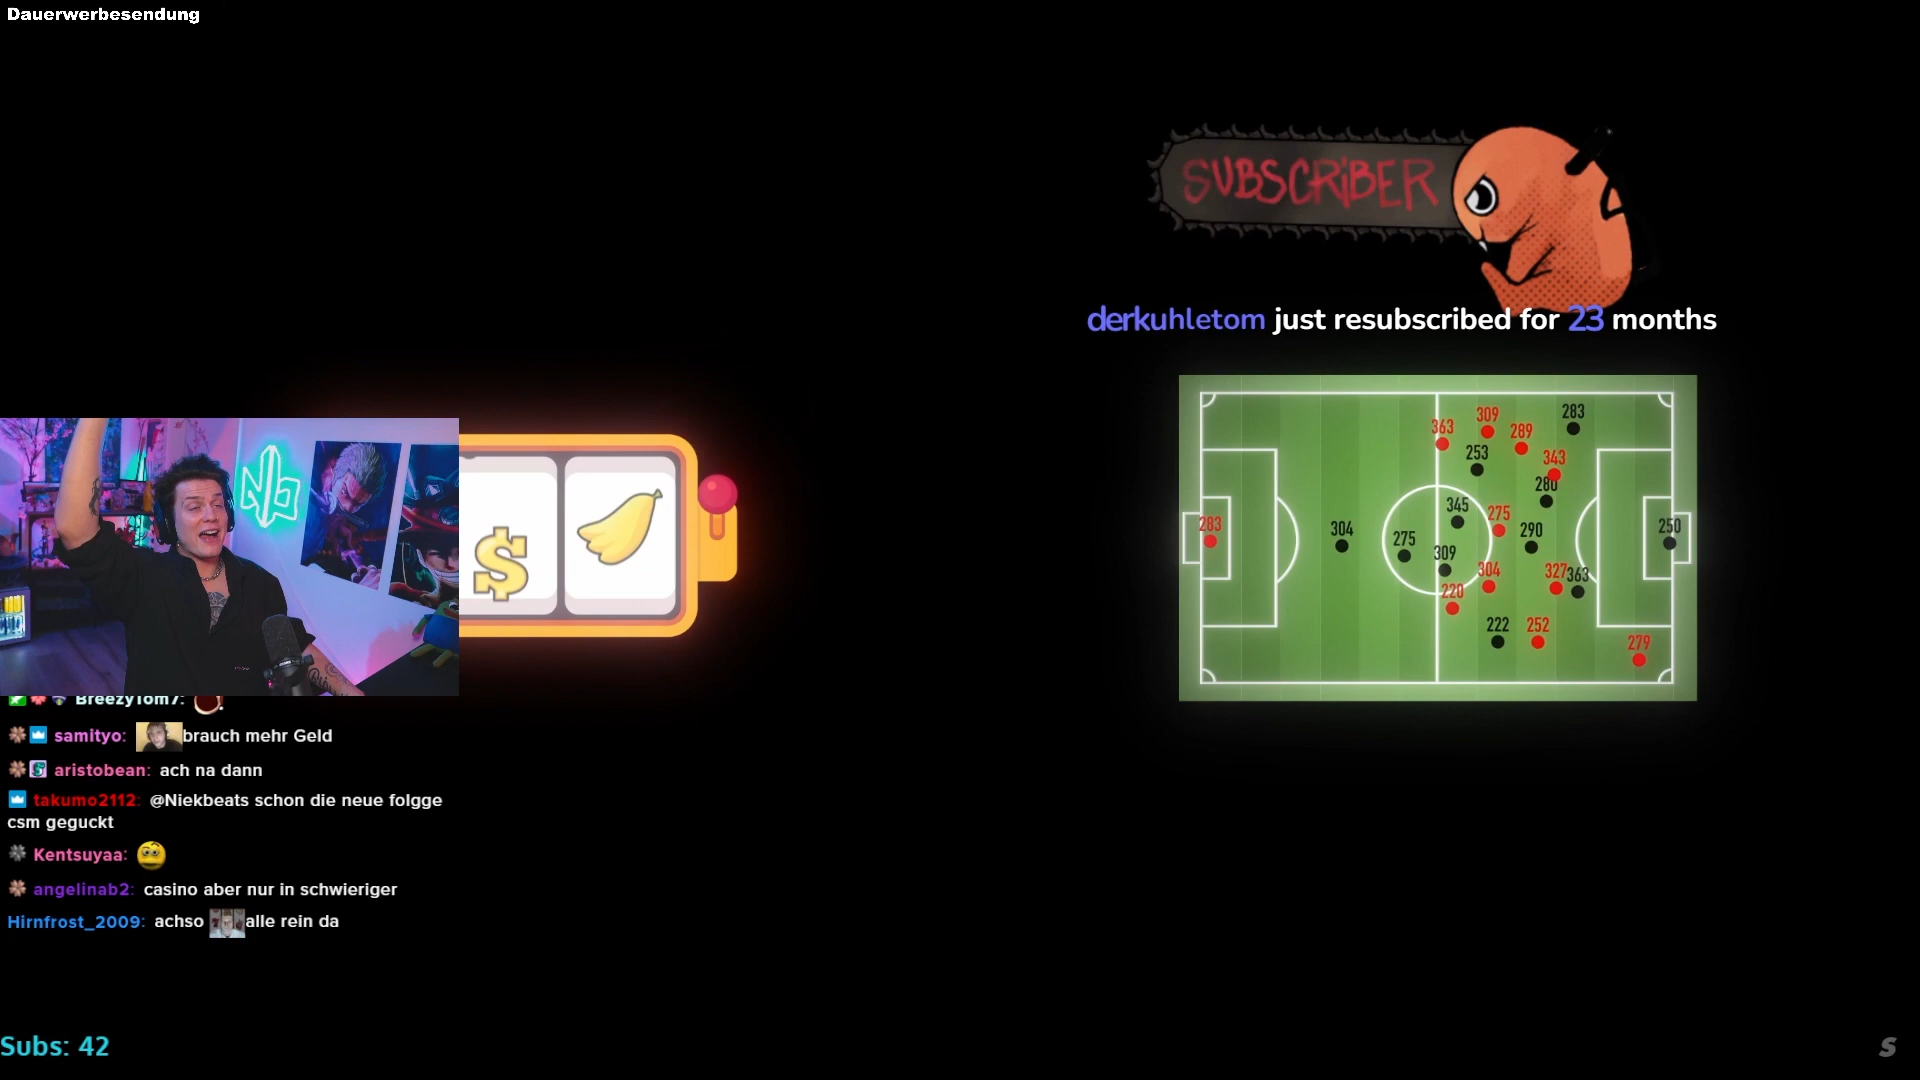 Dauerwerbesendung
SUBSCRIBER
derkuhletom just resubscribed for 23 months
283
309
363
289
253
343
280
345
275
283
304
290
250
275
309
304
327
363
220
222
252
279
$
BreezyTom7:
samityo: brauch mehr Geld
aristobean: ach na dann
takumo2112: @Niekbeats schon die neue folgge
csm geguckt
Kentsuyaa:
angelinab2: casino aber nur in schwieriger
Hirnfrost_2009: achso alle rein da
Subs: 42
S